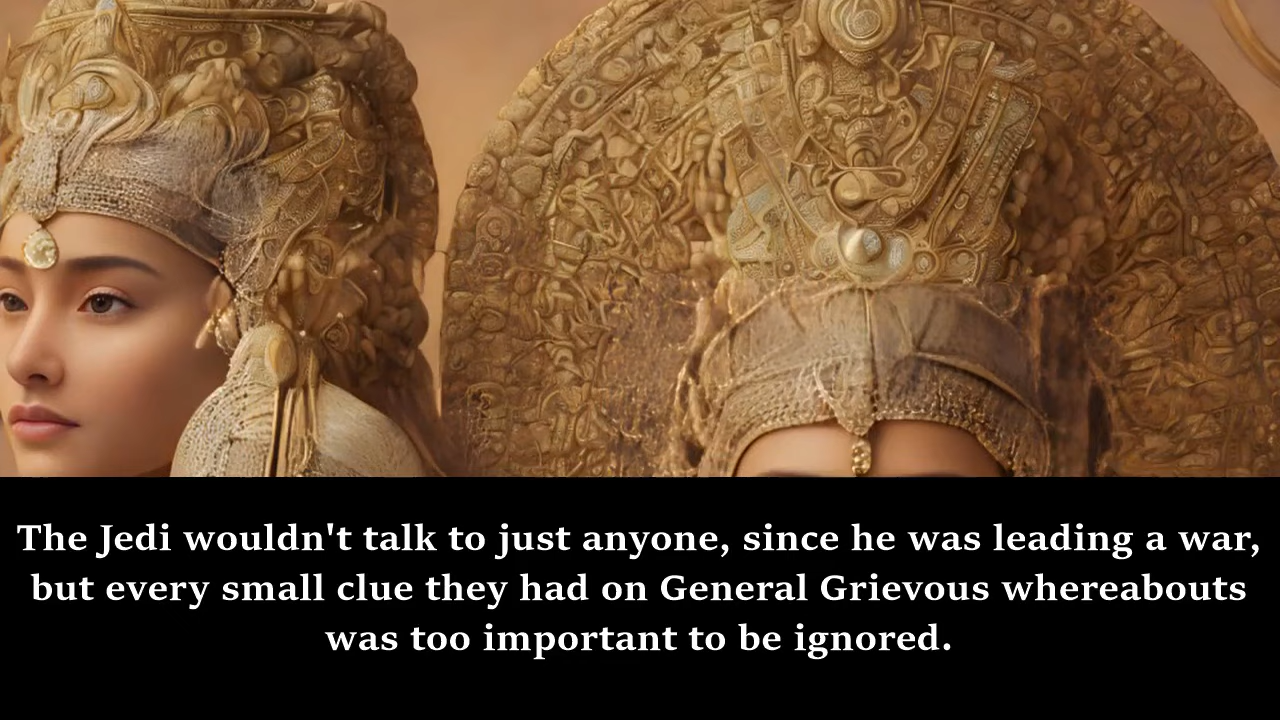 The Jedi wouldn't talk to just anyone, since he was leading a war,
but every small clue they had on General Grievous whereabouts
was too important to be ignored.